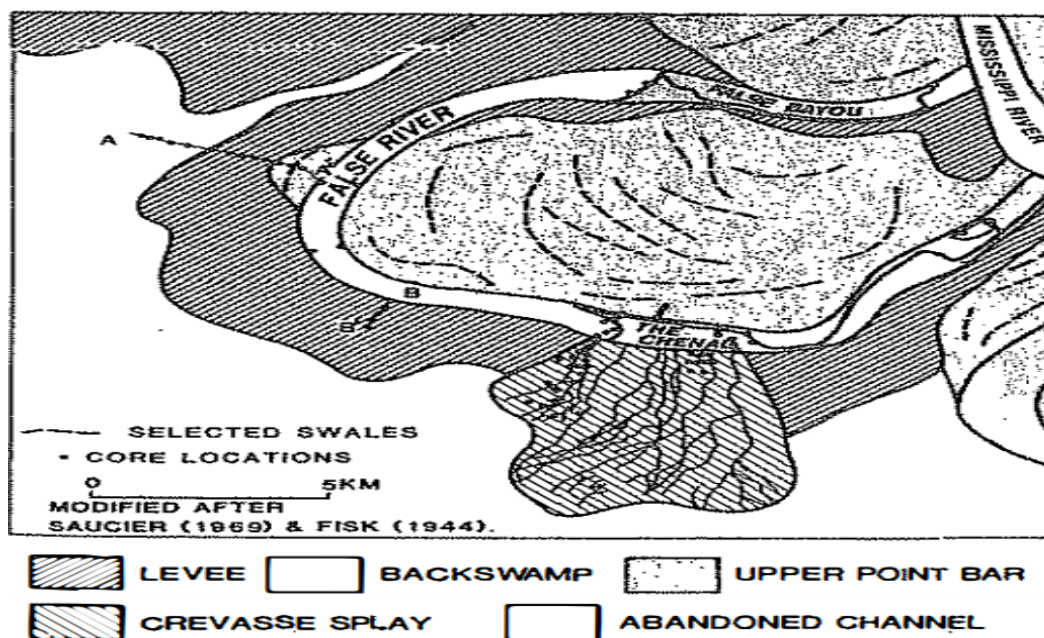 MISSISSIPPI RIVER
FALSE BAYOU
FALSE RIVER
A
B
B'
THE
CHENAL
SELECTED SWALES
• CORE LOCATIONS
0 5KM
MODIFIED AFTER
SAUCIER (1969) & FISK (1944).
LEVEE BACKSWAMP UPPER POINT BAR
CREVASSE SPLAY ABANDONED CHANNEL